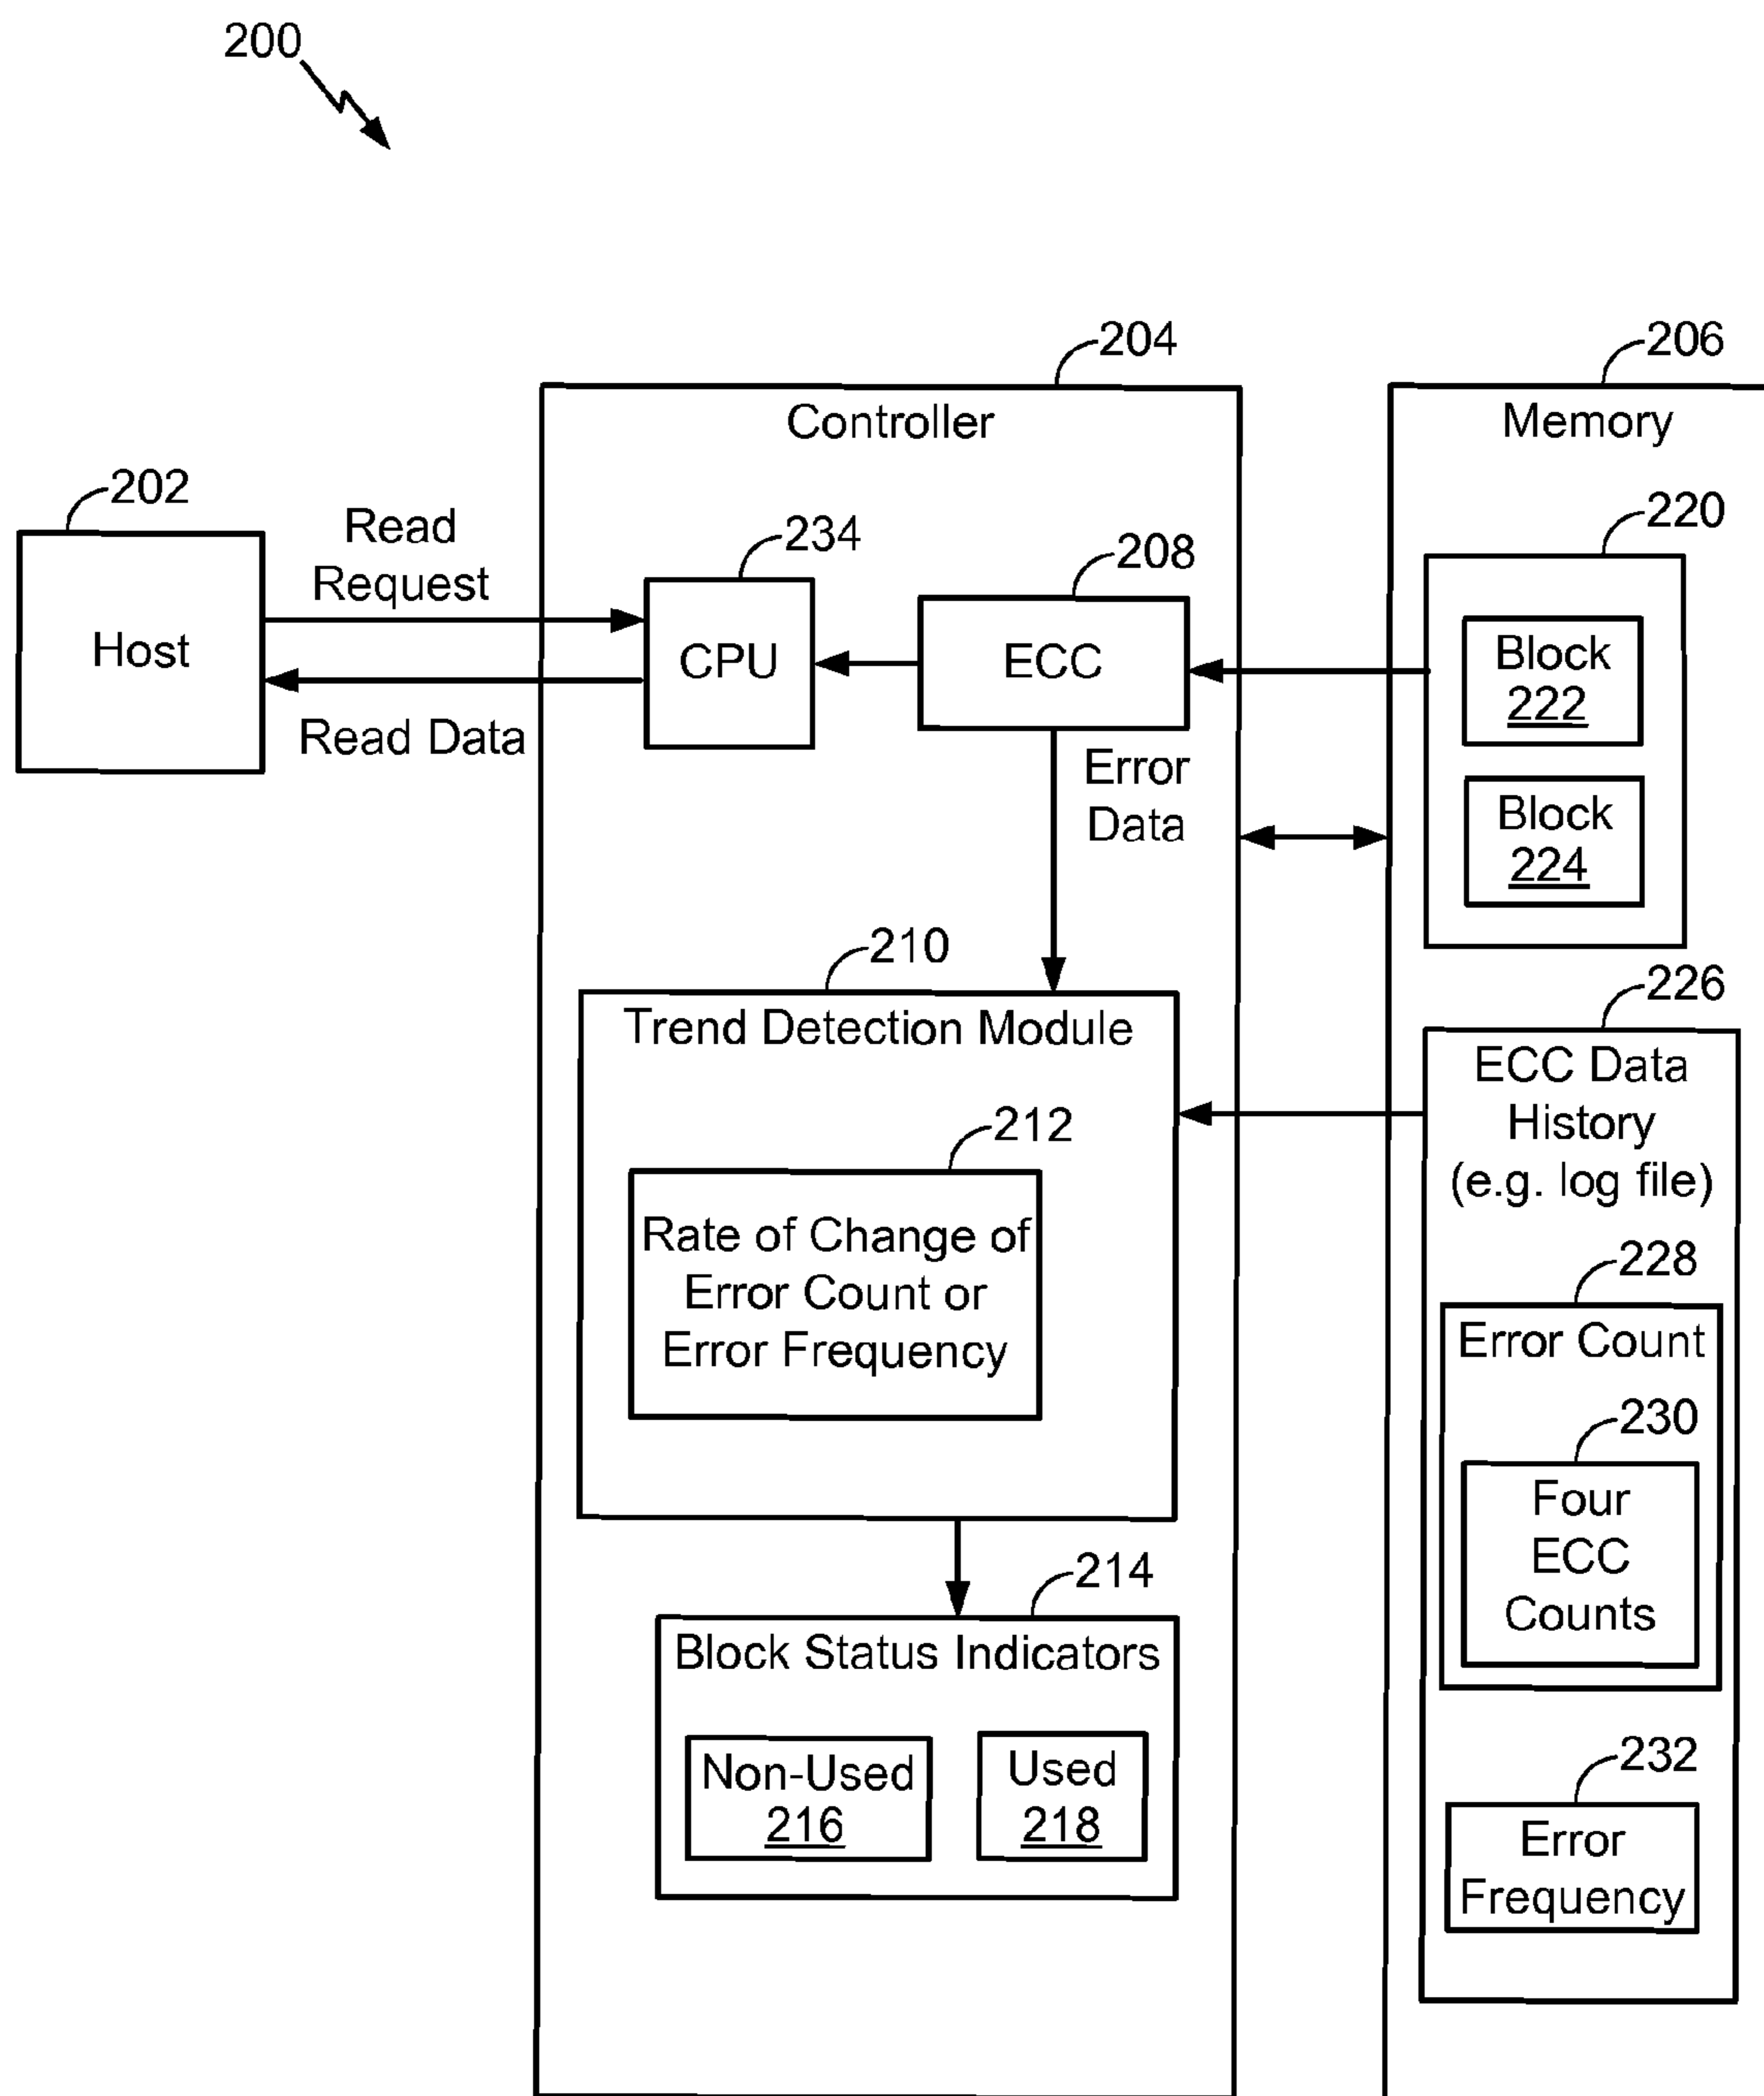 200
204
Controller
206
Memory
202
Host
Read
Request
Read Data
234
CPU
208
ECC
Error
Data
220
Block
222
Block
224
210
Trend Detection Module
212
Rate of Change of
Error Count or
Error Frequency
226
ECC Data
History
(e.g. log file)
228
Error Count
230
Four
ECC
Counts
232
Error
Frequency
214
Block Status Indicators
Non-Used
216
Used
218